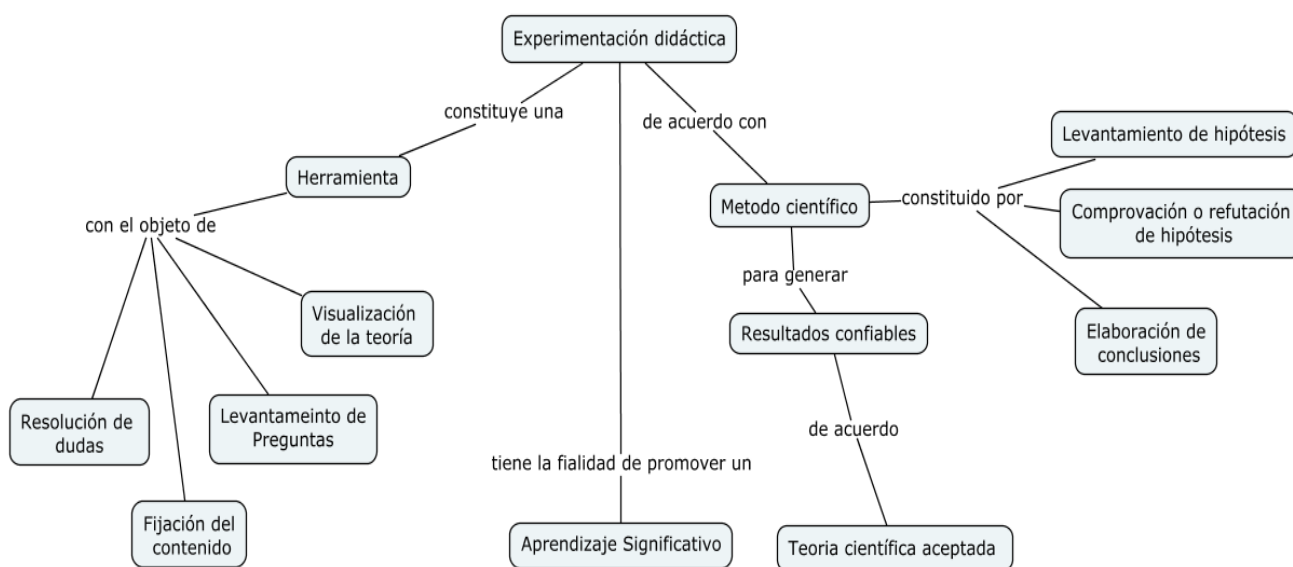 Experimentación didáctica
constituye una
de acuerdo con
Levantamiento de hipótesis
Herramienta
Metodo científico
constituido por
Comprovación o refutación
de hipótesis
con el objeto de
para generar
Visualización
de la teoría
Resultados confiables
Elaboración de
conclusiones
Resolución de
dudas
Levantameinto de
Preguntas
de acuerdo
tiene la fialidad de promover un
Fijación del
contenido
Aprendizaje Significativo
Teoria científica aceptada